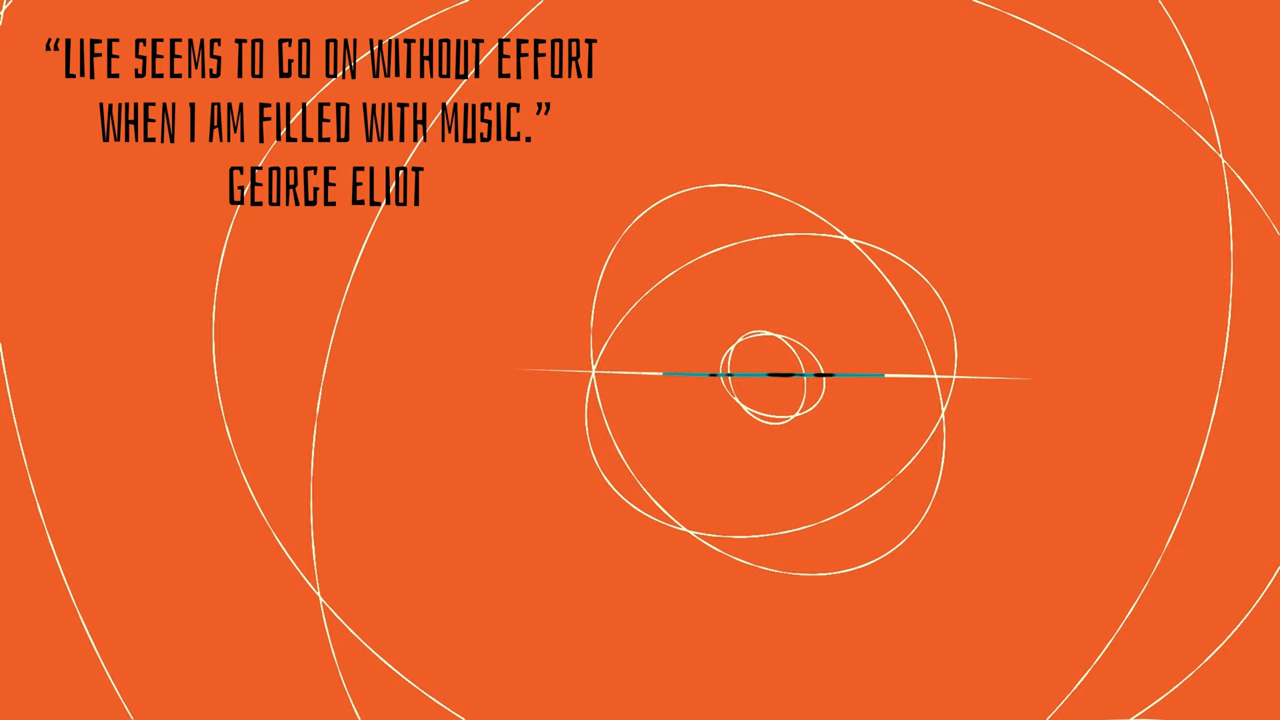 “LIFE SEEMS TO GO ON WITHOUT EFFORT
WHEN I AM FILLED WITH MUSIC.”
GEORGE ELIOT